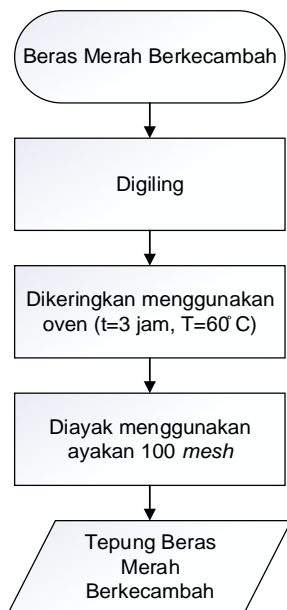 Beras Merah Berkecambah
Digiling
Dikeringkan menggunakan
oven (t=3 jam, T=60°C)
Diayak menggunakan
ayakan 100 mesh
Tepung Beras
Merah
Berkecambah